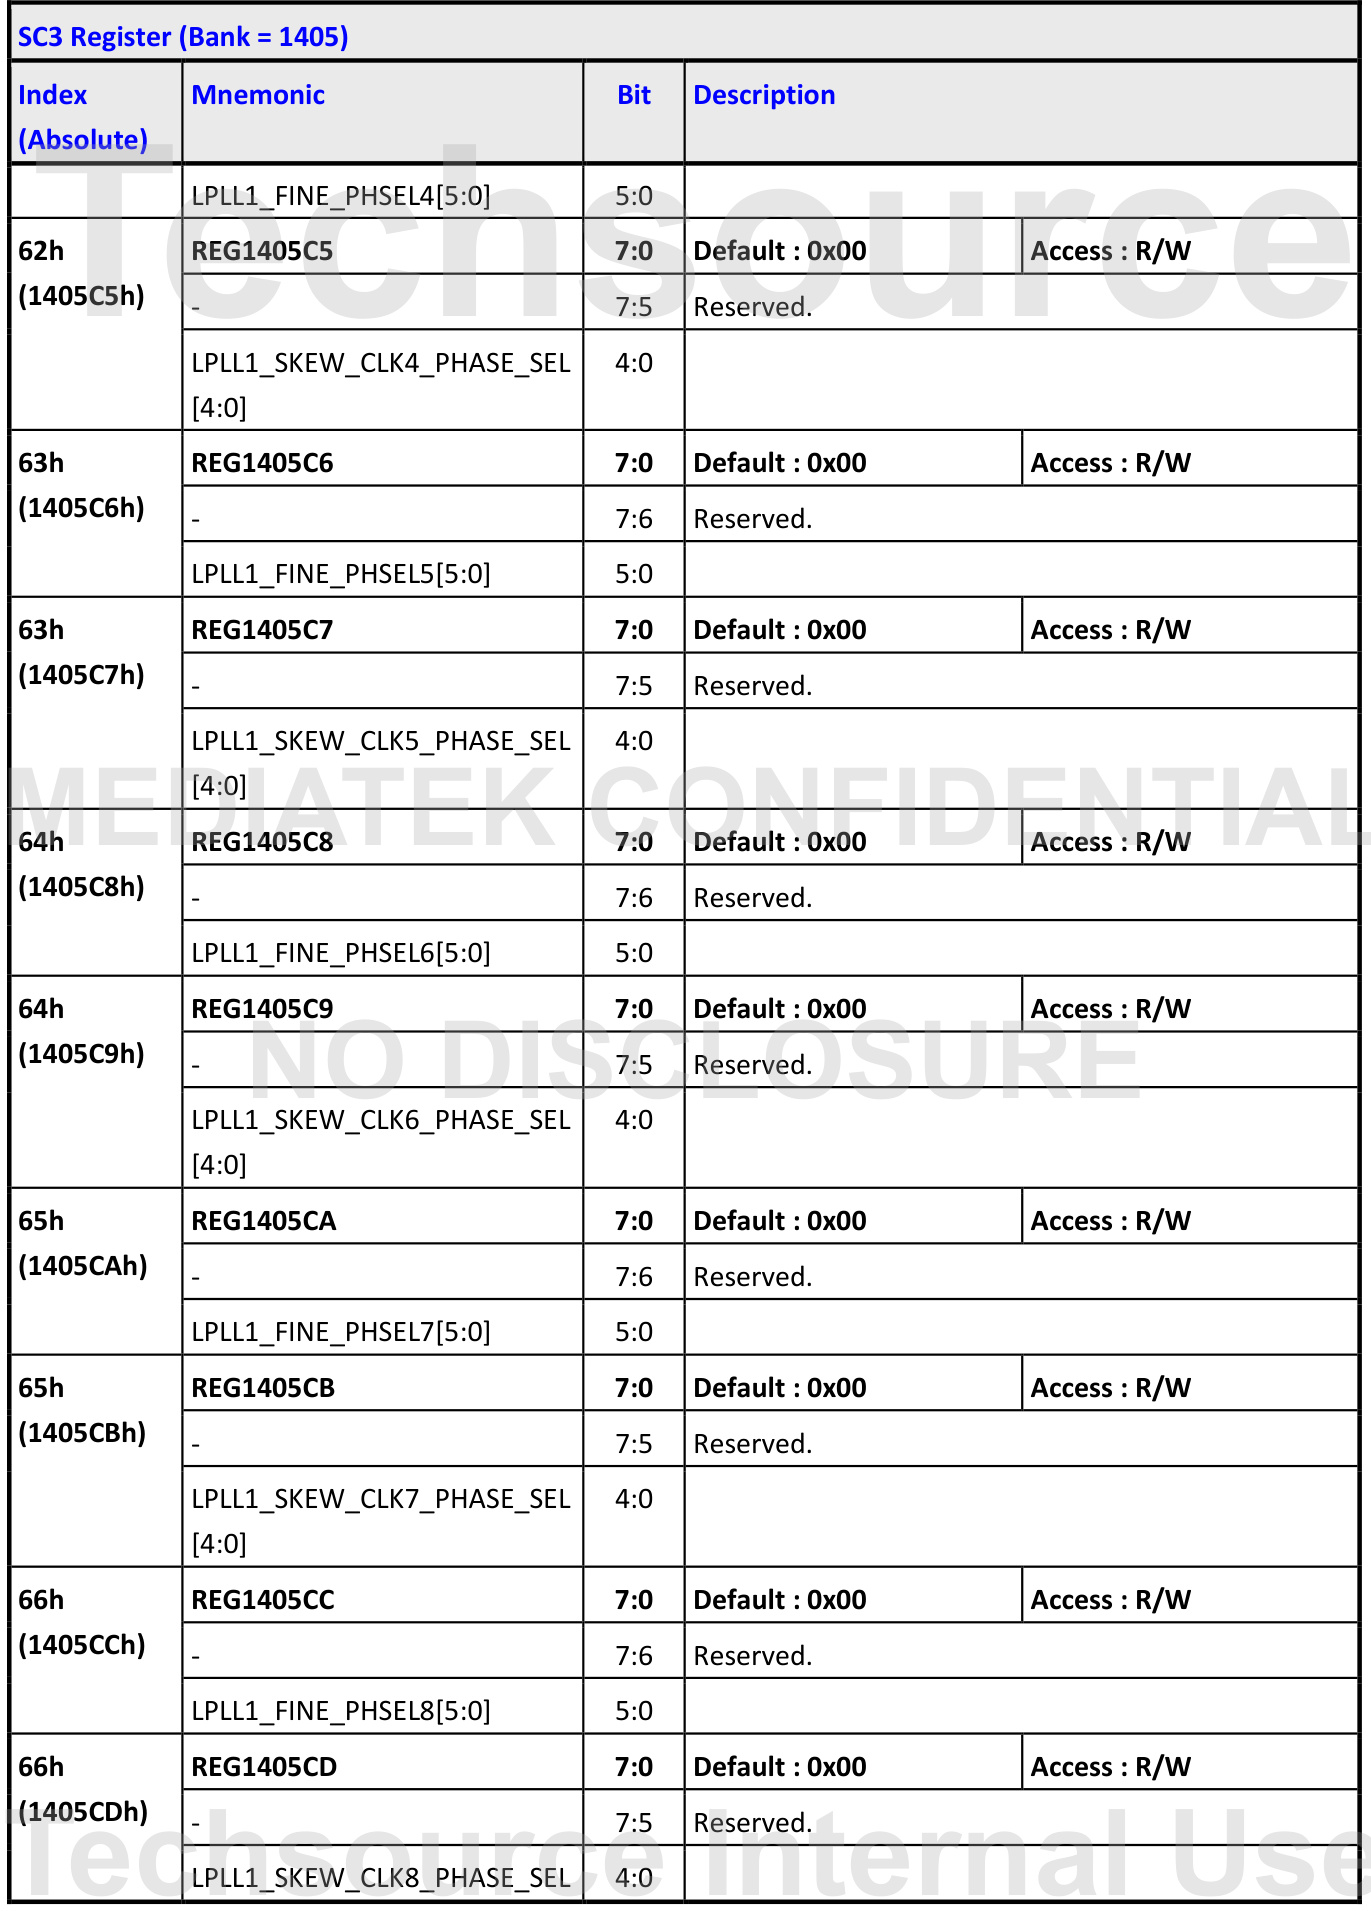 SC3 Register (Bank = 1405)
Index (Absolute) Mnemonic Bit Description
LPLL1_FINE_PHSEL4[5:0] 5:0
62h REG1405C5 7:0 Default : 0x00 Access : R/W
(1405C5h) - 7:5 Reserved.
LPLL1_SKEW_CLK4_PHASE_SEL 4:0
[4:0]
63h REG1405C6 7:0 Default : 0x00 Access : R/W
(1405C6h) - 7:6 Reserved.
LPLL1_FINE_PHSEL5[5:0] 5:0
63h REG1405C7 7:0 Default : 0x00 Access : R/W
(1405C7h) - 7:5 Reserved.
LPLL1_SKEW_CLK5_PHASE_SEL 4:0
[4:0]
64h REG1405C8 7:0 Default : 0x00 Access : R/W
(1405C8h) - 7:6 Reserved.
LPLL1_FINE_PHSEL6[5:0] 5:0
64h REG1405C9 7:0 Default : 0x00 Access : R/W
(1405C9h) - 7:5 Reserved.
LPLL1_SKEW_CLK6_PHASE_SEL 4:0
[4:0]
65h REG1405CA 7:0 Default : 0x00 Access : R/W
(1405CAh) - 7:6 Reserved.
LPLL1_FINE_PHSEL7[5:0] 5:0
65h REG1405CB 7:0 Default : 0x00 Access : R/W
(1405CBh) - 7:5 Reserved.
LPLL1_SKEW_CLK7_PHASE_SEL 4:0
[4:0]
66h REG1405CC 7:0 Default : 0x00 Access : R/W
(1405CCh) - 7:6 Reserved.
LPLL1_FINE_PHSEL8[5:0] 5:0
66h REG1405CD 7:0 Default : 0x00 Access : R/W
(1405CDh) - 7:5 Reserved.
LPLL1_SKEW_CLK8_PHASE_SEL 4:0
Techsource
MEDIATEK CONFIDENTIAL
NO DISCLOSURE
Techsource Internal Use